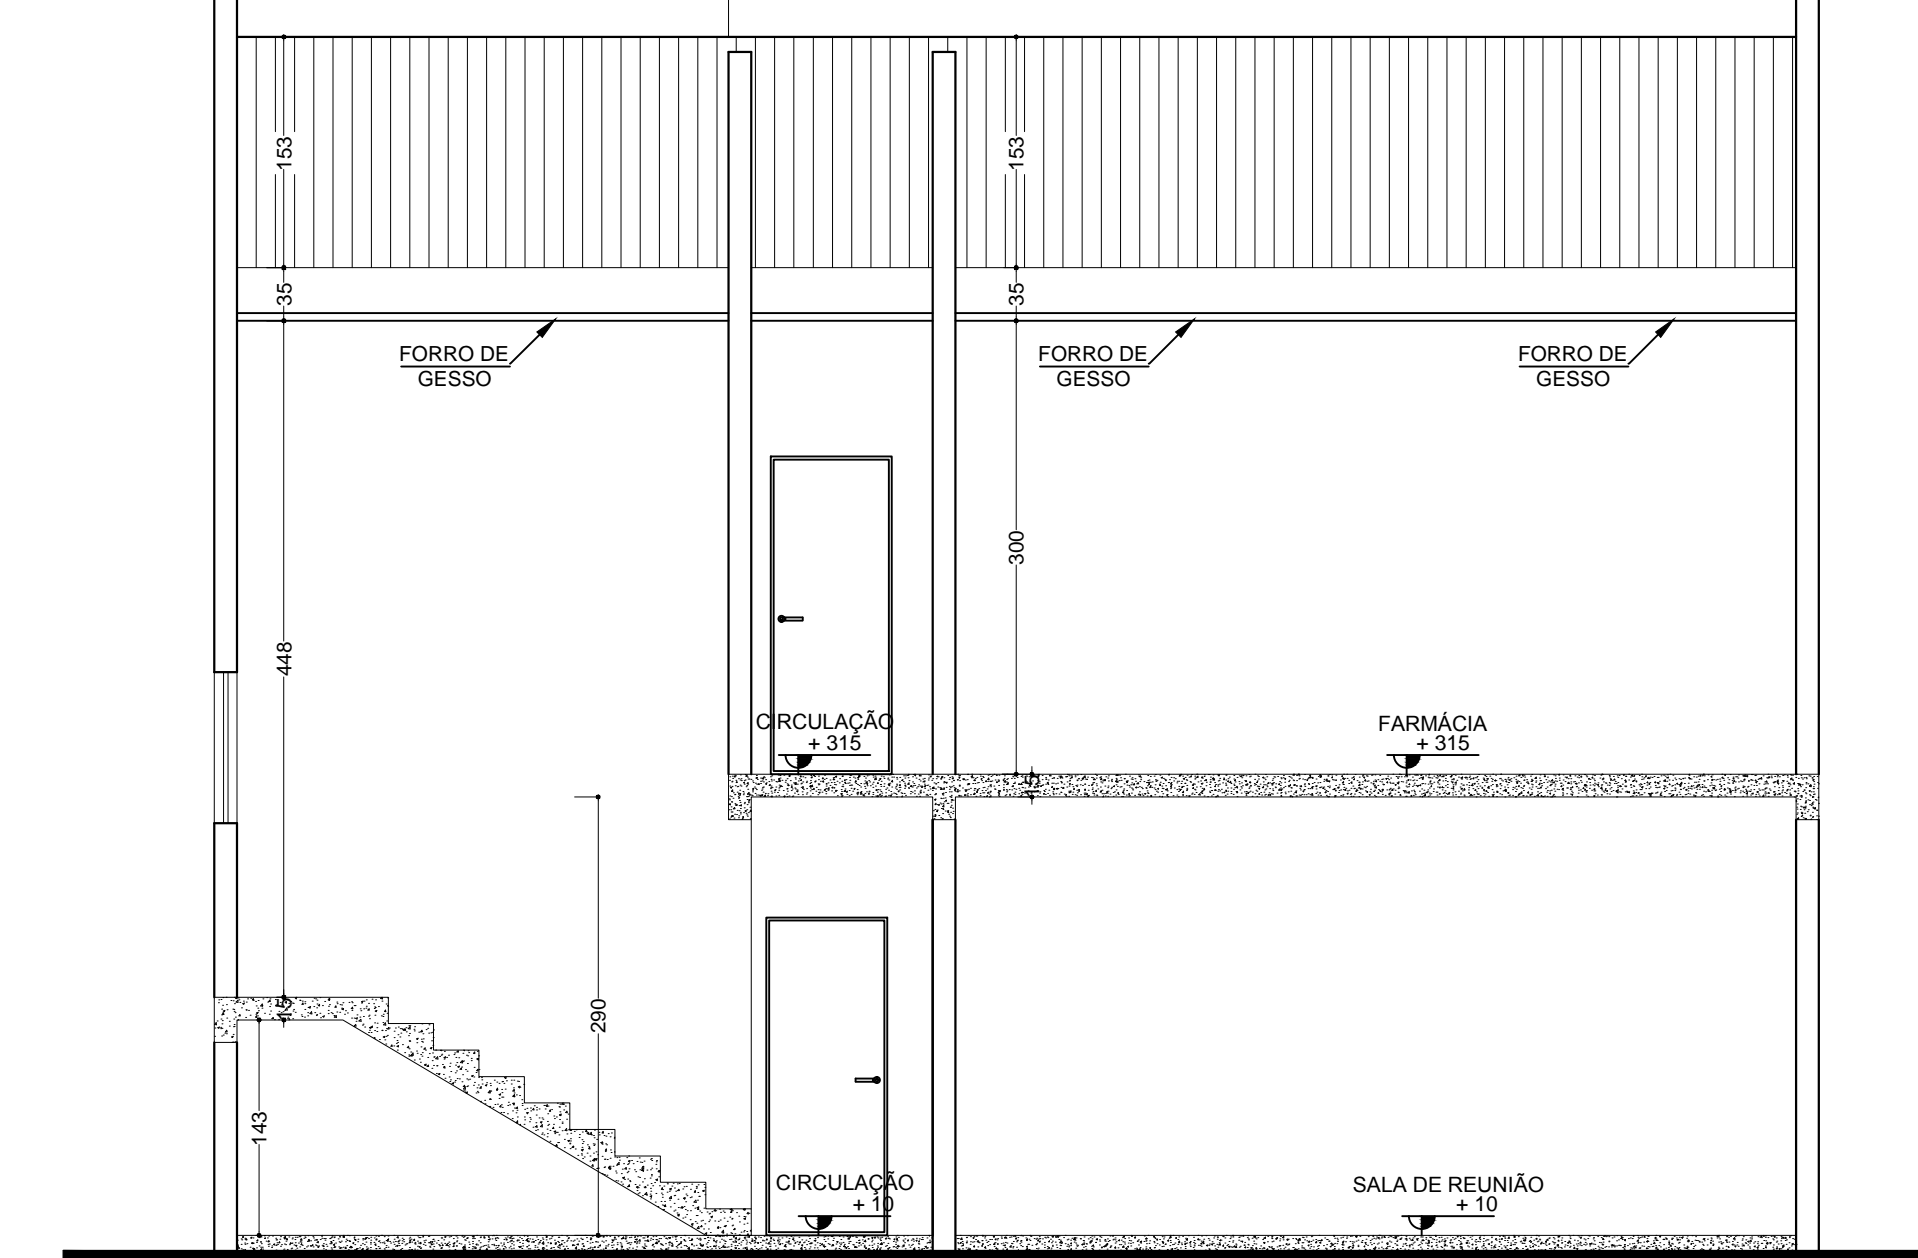 153
153
35
35
FORRO DE
GESSO
FORRO DE
GESSO
FORRO DE
GESSO
300
448
CIRCULAÇÃO
+ 315
FARMÁCIA
+ 315
15
15
290
143
CIRCULAÇÃO
+ 10
SALA DE REUNIÃO
+ 10